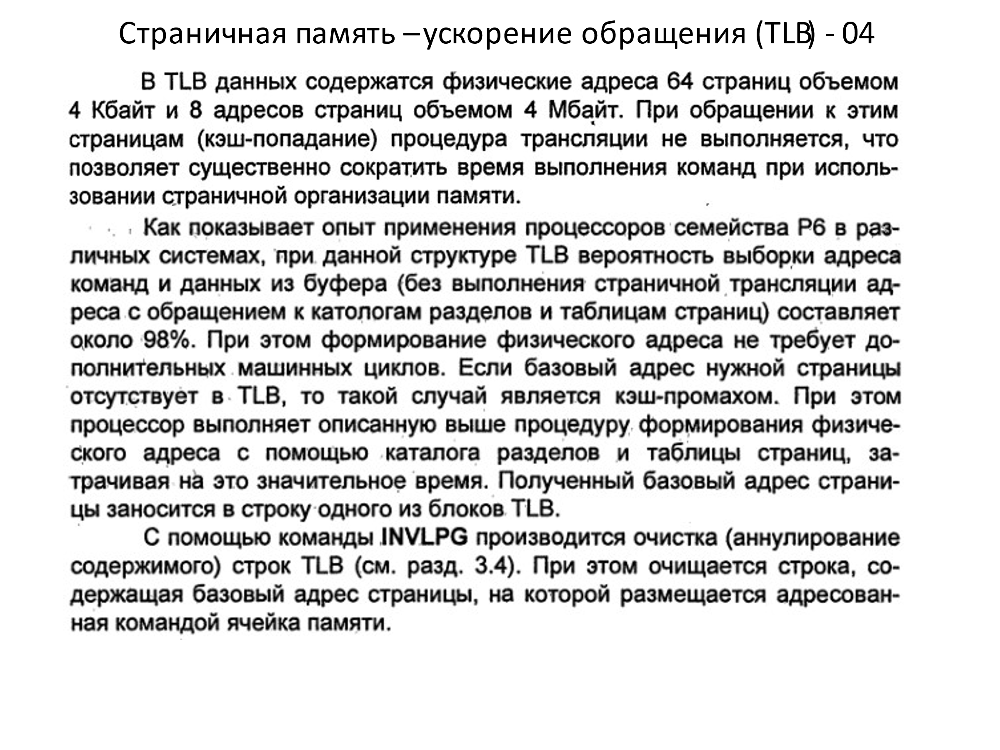 Страничная память –ускорение обращения (TLB) - 04
В TLB данных содержатся физические адреса 64 страниц объемом
4 Кбайт и 8 адресов страниц объемом 4 Мбайт. При обращении к этим
страницам (кэш-попадание) процедура трансляции не выполняется, что
позволяет существенно сократить время выполнения команд при исполь-
зовании страничной организации памяти.
Как показывает опыт применения процессоров семейства P6 в раз-
личных системах, при данной структуре TLB вероятность выборки адреса
команд и данных из буфера (без выполнения страничной трансляции ад-
реса с обращением к катологам разделов и таблицам страниц) составляет
около 98%. При этом формирование физического адреса не требует до-
полнительных машинных циклов. Если базовый адрес нужной страницы
отсутствует в TLB, то такой случай является кэш-промахом. При этом
процессор выполняет описанную выше процедуру формирования физиче-
ского адреса с помощью каталога разделов и таблицы страниц, за-
трачивая на это значительное время. Полученный базовый адрес страни-
цы заносится в строку одного из блоков TLB.
С помощью команды INVLPG производится очистка (аннулирование
содержимого) строк TLB (см. разд. 3.4). При этом очищается строка, со-
держащая базовый адрес страницы, на которой размещается адресован-
ная командой ячейка памяти.